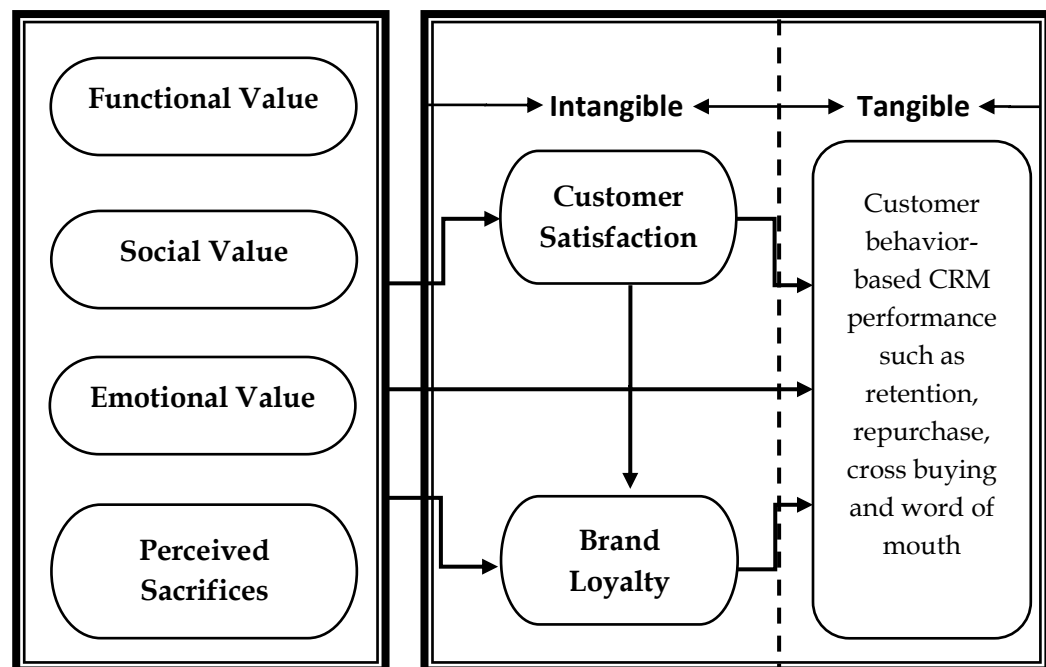 Functional Value
Social Value
Emotional Value
Perceived
Sacrifices
Intangible
Tangible
Customer
Satisfaction
Brand
Loyalty
Customer
behavior-
based CRM
performance
such as
retention,
repurchase,
cross buying
and word of
mouth